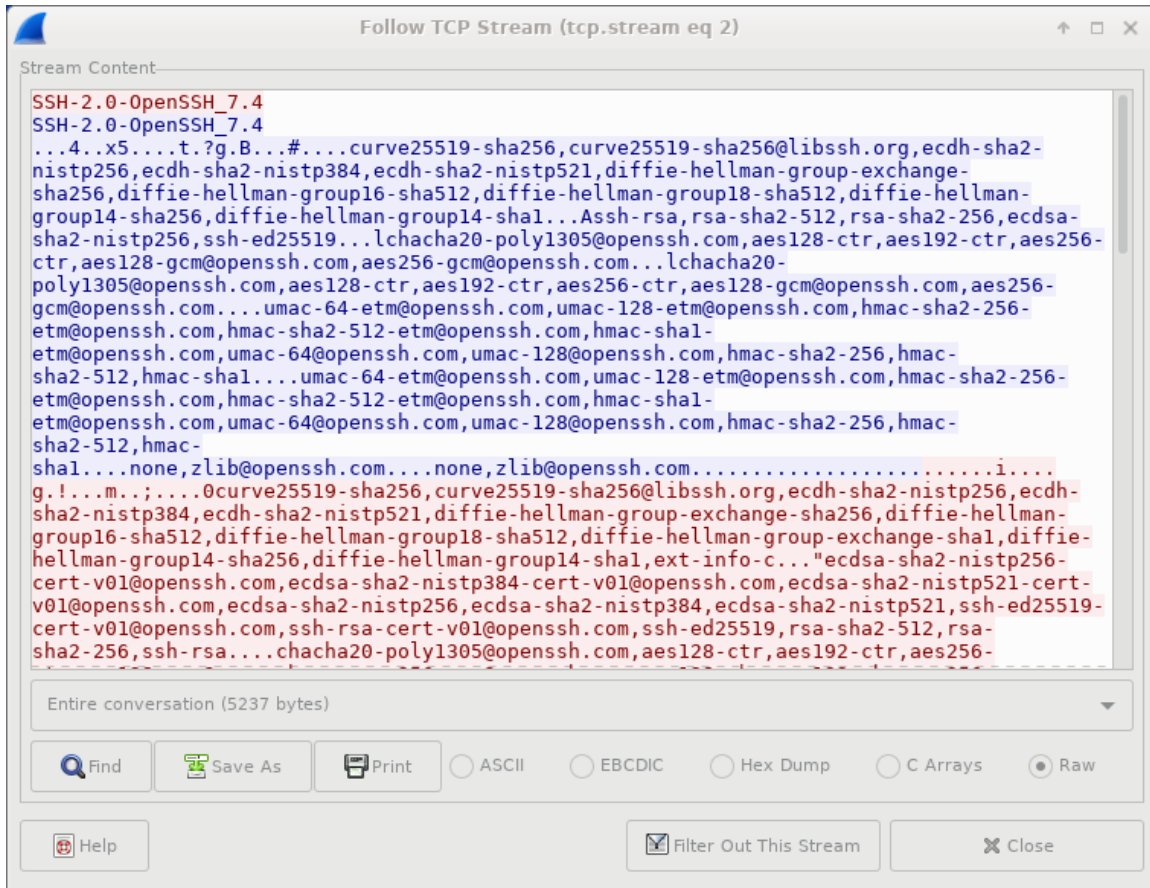 Follow TCP Stream (tcp.stream eq 2)
Stream Content
SSH-2.0-OpenSSH_7.4
SSH-2.0-OpenSSH_7.4
...4..x5....t.?g.B...#....curve25519-sha256,curve25519-sha256@libssh.org,ecdh-sha2-
nistp256,ecdh-sha2-nistp384,ecdh-sha2-nistp521,diffie-hellman-group-exchange-
sha256,diffie-hellman-group16-sha512,diffie-hellman-group18-sha512,diffie-hellman-
group14-sha256,diffie-hellman-group14-sha1...Assh-rsa,rsa-sha2-512,rsa-sha2-256,ecdsa-
sha2-nistp256,ssh-ed25519...lchacha20-poly1305@openssh.com,aes128-ctr,aes192-ctr,aes256-
ctr,aes128-gcm@openssh.com,aes256-gcm@openssh.com...lchacha20-
poly1305@openssh.com,aes128-ctr,aes192-ctr,aes256-ctr,aes128-gcm@openssh.com,aes256-
gcm@openssh.com....umac-64-etm@openssh.com,umac-128-etm@openssh.com,hmac-sha2-256-
etm@openssh.com,hmac-sha2-512-etm@openssh.com,hmac-sha1-
etm@openssh.com,umac-64@openssh.com,umac-128@openssh.com,hmac-sha2-256,hmac-
sha2-512,hmac-sha1....umac-64-etm@openssh.com,umac-128-etm@openssh.com,hmac-sha2-256-
etm@openssh.com,hmac-sha2-512-etm@openssh.com,hmac-sha1-
etm@openssh.com,umac-64@openssh.com,umac-128@openssh.com,hmac-sha2-256,hmac-
sha2-512,hmac-
sha1....none,zlib@openssh.com....none,zlib@openssh.com.........................i....
g.!...m..;....0curve25519-sha256,curve25519-sha256@libssh.org,ecdh-sha2-nistp256,ecdh-
sha2-nistp384,ecdh-sha2-nistp521,diffie-hellman-group-exchange-sha256,diffie-hellman-
group16-sha512,diffie-hellman-group18-sha512,diffie-hellman-group-exchange-sha1,diffie-
hellman-group14-sha256,diffie-hellman-group14-sha1,ext-info-c..."ecdsa-sha2-nistp256-
cert-v01@openssh.com,ecdsa-sha2-nistp384-cert-v01@openssh.com,ecdsa-sha2-nistp521-cert-
v01@openssh.com,ecdsa-sha2-nistp256,ecdsa-sha2-nistp384,ecdsa-sha2-nistp521,ssh-ed25519-
cert-v01@openssh.com,ssh-rsa-cert-v01@openssh.com,ssh-ed25519,rsa-sha2-512,rsa-
sha2-256,ssh-rsa....chacha20-poly1305@openssh.com,aes128-ctr,aes192-ctr,aes256-
Entire conversation (5237 bytes)
Find
Save As
Print
ASCII
EBCDIC
Hex Dump
C Arrays
Raw
Help
Filter Out This Stream
Close